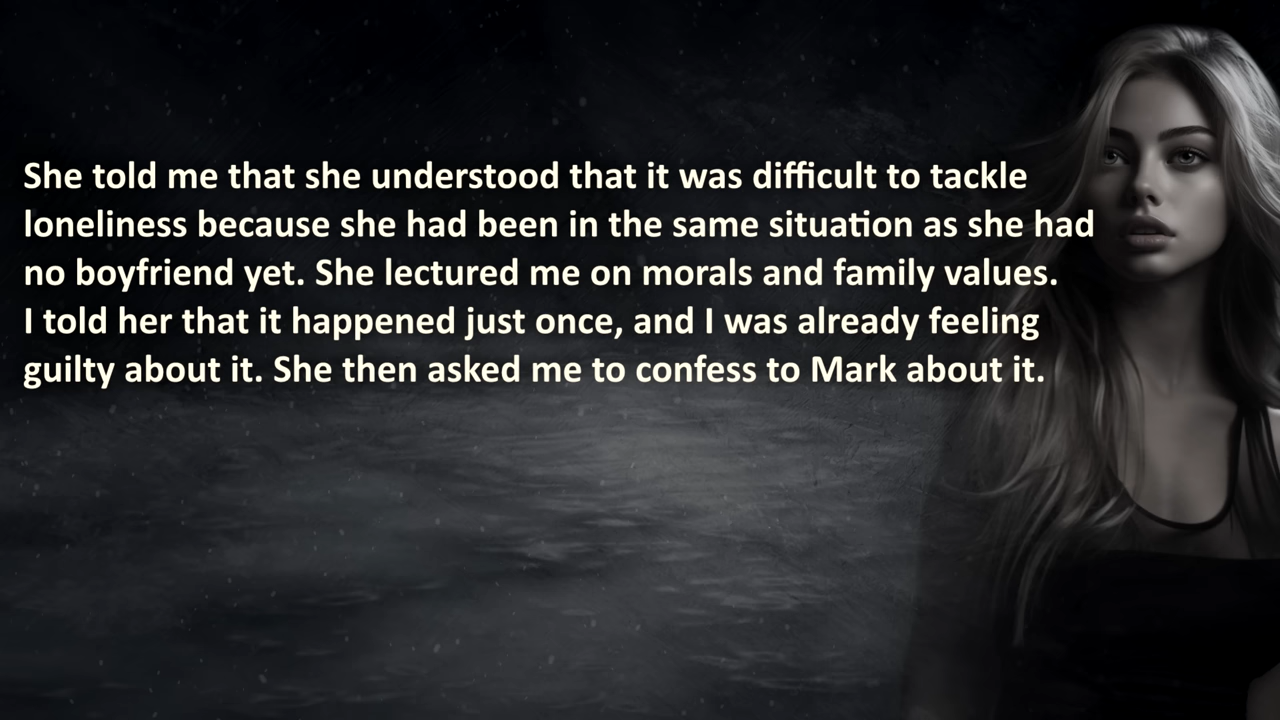 She told me that she understood that it was difficult to tackle
loneliness because she had been in the same situation as she had
no boyfriend yet. She lectured me on morals and family values.
I told her that it happened just once, and I was already feeling
guilty about it. She then asked me to confess to Mark about it.